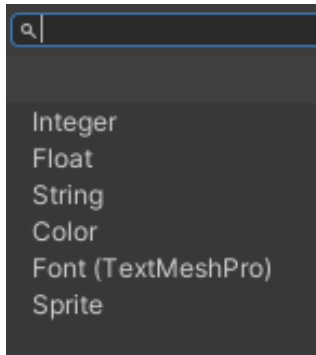 Integer
Float
String
Color
Font (TextMeshPro)
Sprite